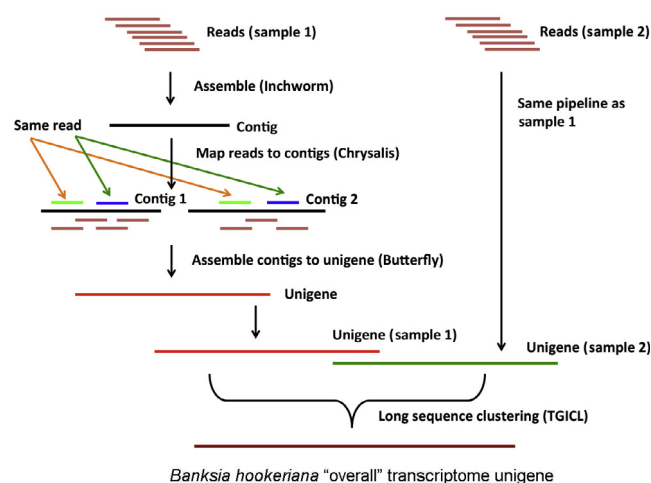 Reads (sample 1)
Reads (sample 2)
Assemble (Inchworm)
Same pipeline as
sample 1
Same read
Contig
Map reads to contigs (Chrysalis)
Contig 1
Contig 2
Assemble contigs to unigene (Butterfly)
Unigene
Unigene (sample 1)
Unigene (sample 2)
Long sequence clustering (TGICL)
Banksia hookeriana “overall” transcriptome unigene